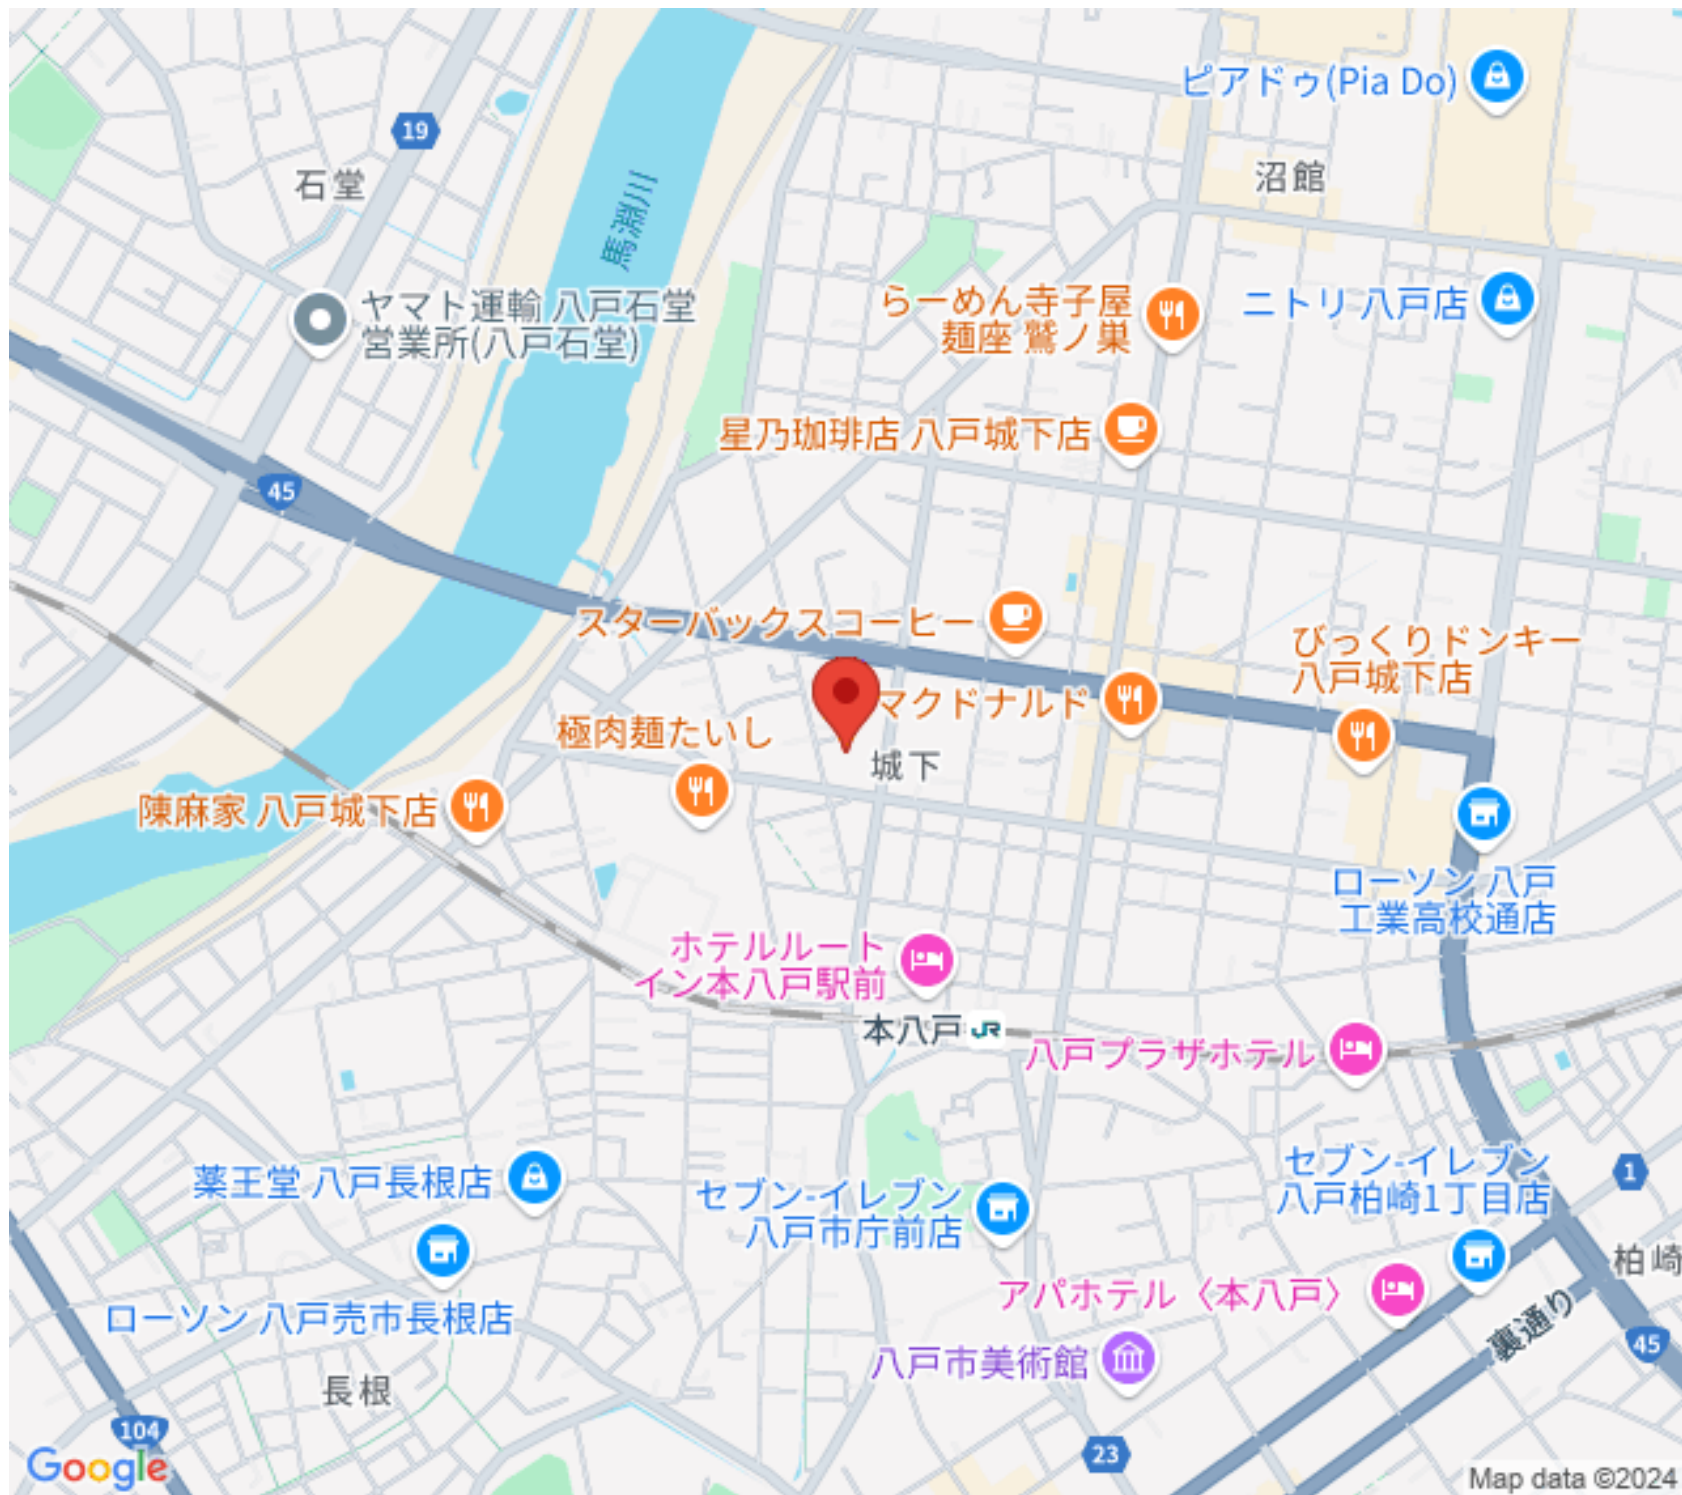 ピアドゥ(Pia Do)
19
石堂
沼館
馬淵川
ヤマト運輸 八戸石堂
営業所(八戸石堂)
らーめん寺子屋
麺座 鷲ノ巣
ニトリ 八戸店
星乃珈琲店 八戸城下店
45
スターバックスコーヒー
びっくりドンキー
八戸城下店
マクドナルド
極肉麺たいし
城下
陳麻家 八戸城下店
ローソン 八戸
工業高校通店
ホテルルート
イン本八戸駅前
本八戸
JR
八戸プラザホテル
薬王堂 八戸長根店
セブン-イレブン
八戸市庁前店
セブン-イレブン
八戸柏崎1丁目店
1
柏崎
アパホテル〈本八戸〉
ローソン 八戸売市長根店
裏通り
45
八戸市美術館
長根
104
23
Google
Map data ©2024